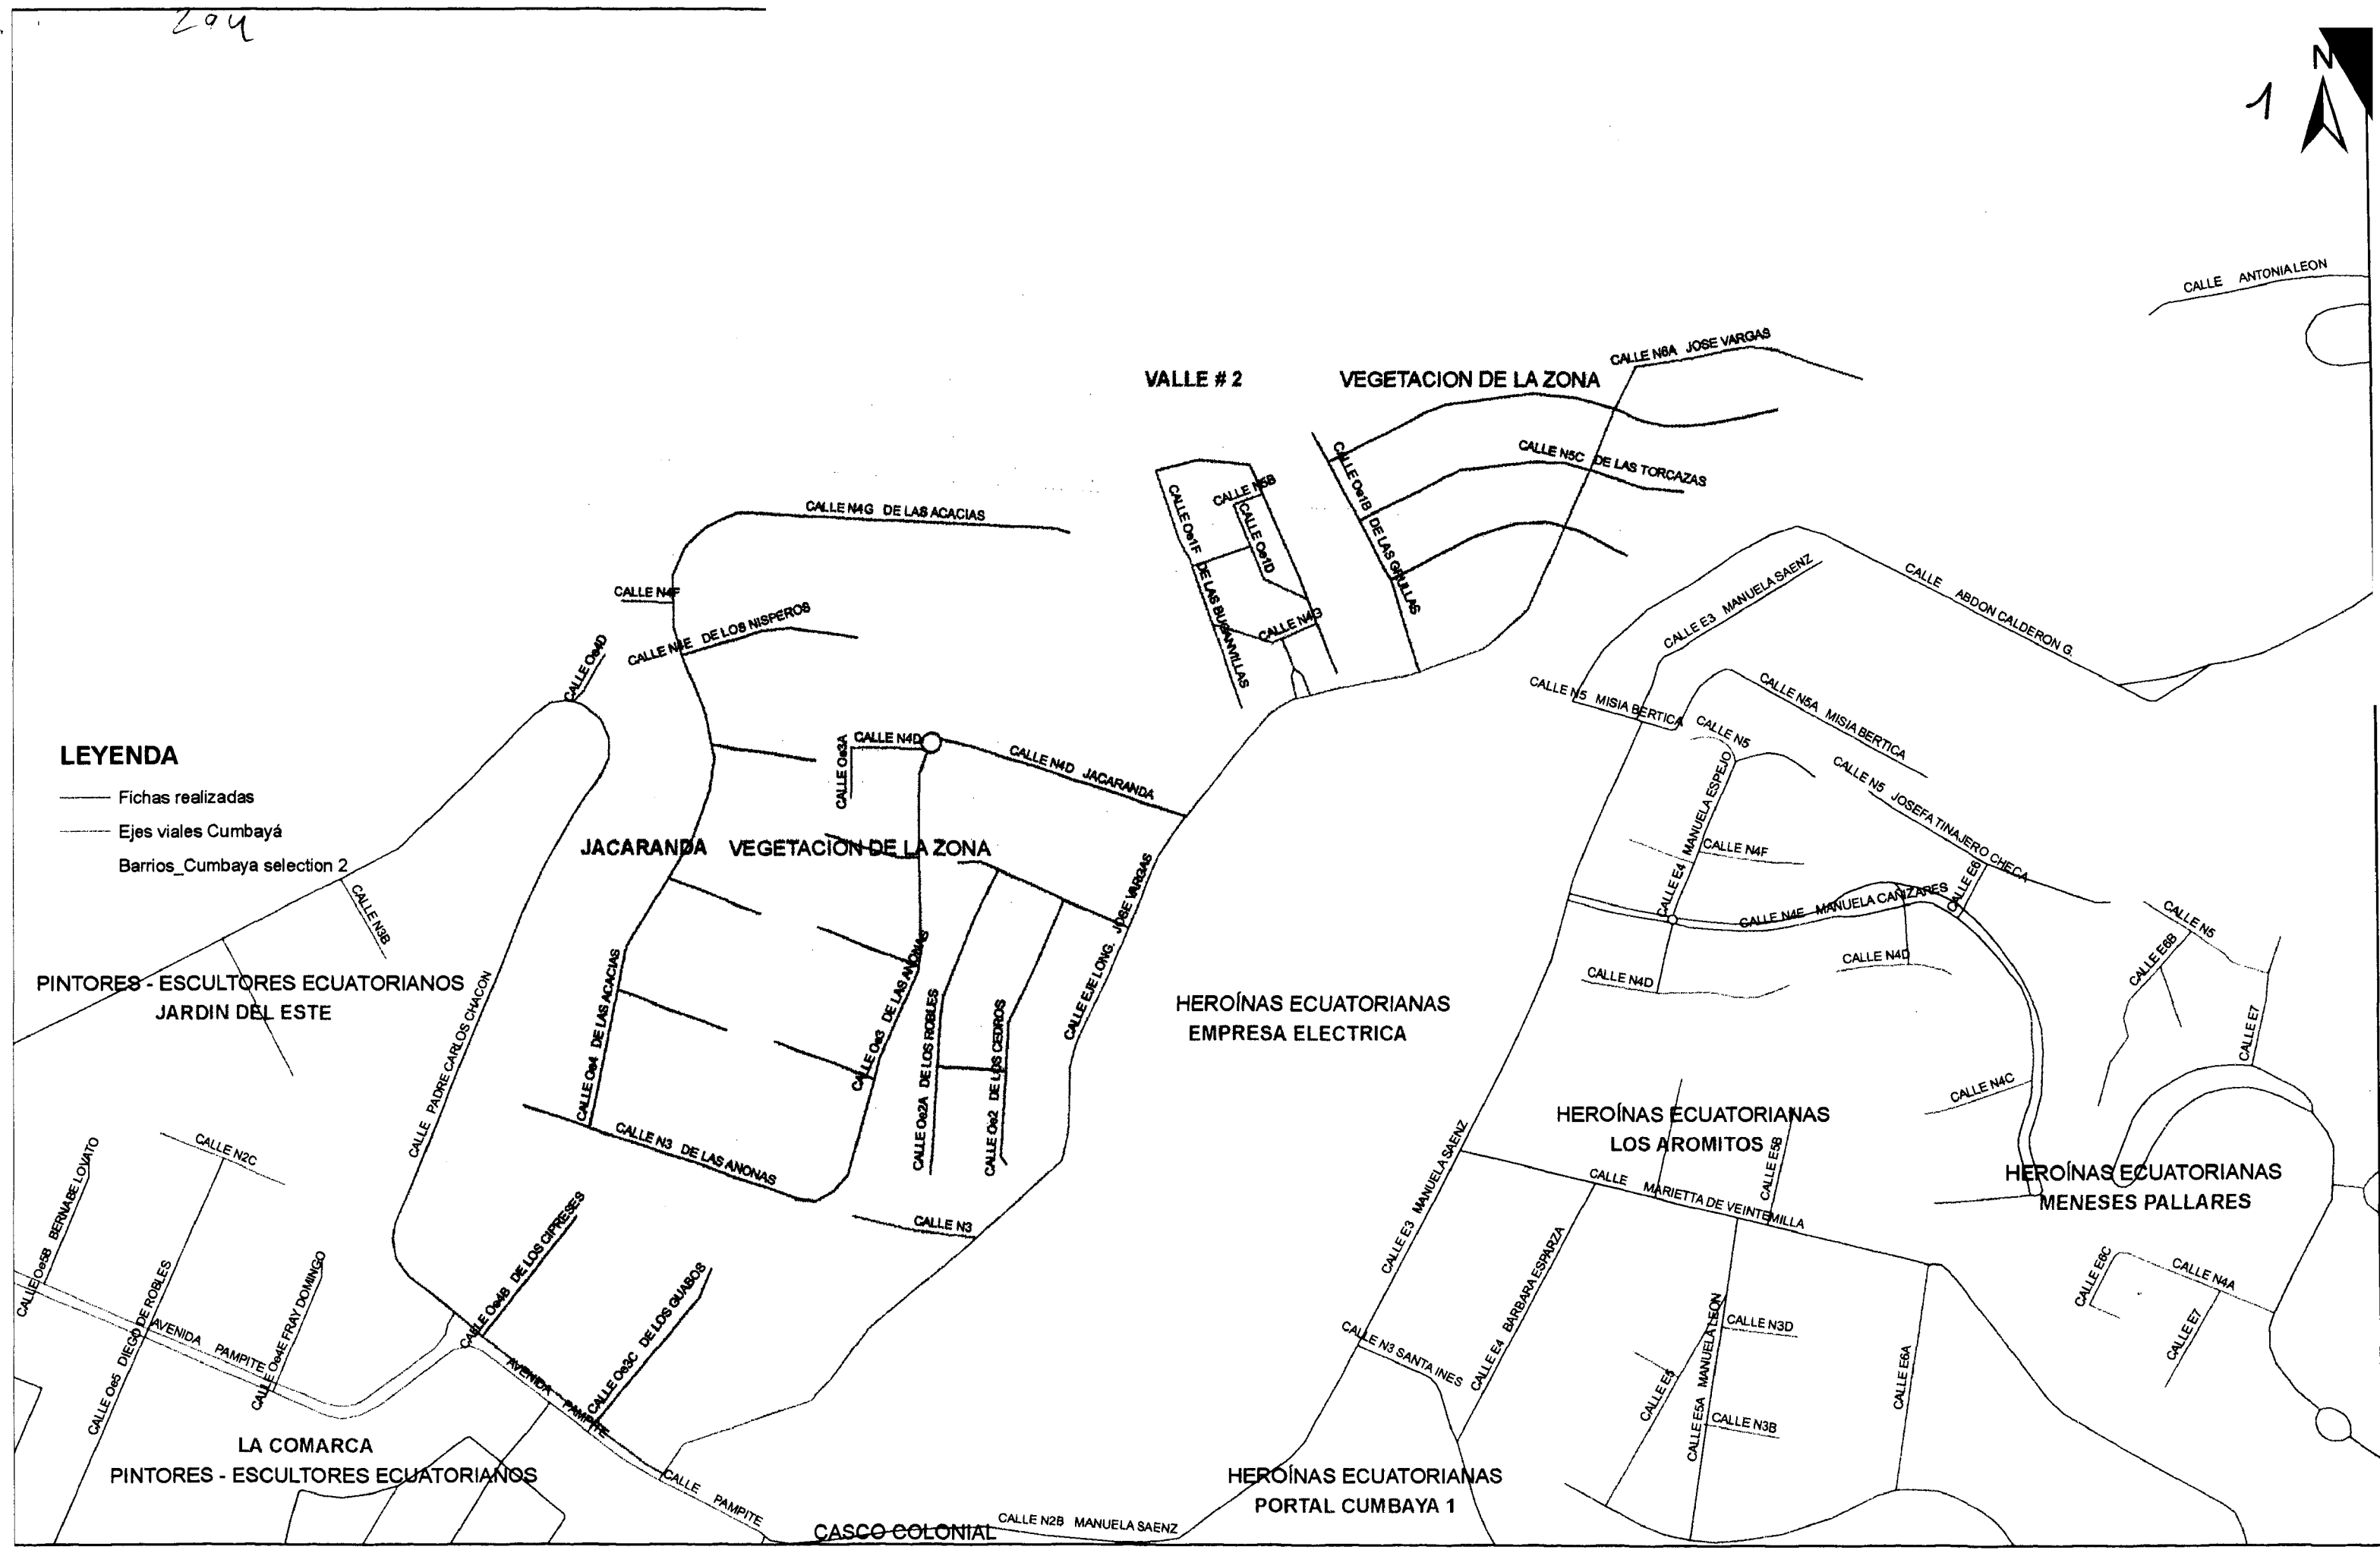 294
N
1
CALLE ANTONIA LEON
CALLE N6A JOSE VARGAS
VALLE # 2
VEGETACION DE LA ZONA
CALLE N5C DE LAS TORCAZAS
CALLE Oe1B DE LAS GRULLAS
CALLE N5B
CALLE Oe1D
CALLE Oe1F DE LAS BUGANVILLAS
CALLE N4G
CALLE N4G DE LAS ACACIAS
CALLE N4F
CALLE N4E DE LOS NISPEROS
CALLE Oe4D
CALLE ABDON CALDERON G.
CALLE E3 MANUELA SAENZ
CALLE N5 MISIA BERTICA
CALLE N5A MISIA BERTICA
CALLE N5
CALLE N5 JOSEFA TINAJERO CHECA
LEYENDA
Fichas realizadas
Ejes viales Cumbayá
Barrios_Cumbaya selection 2
CALLE Oe3A
CALLE N4D
CALLE N4D JACARANDA
JACARANDA VEGETACION DE LA ZONA
CALLE E4 MANUELA ESPEJO
CALLE N4F
CALLE E6
CALLE N4E MANUELA CAÑIZARES
CALLE N4D
CALLE N4D
CALLE N5
CALLE E6B
CALLE E7
CALLE N4C
CALLE N3B
PINTORES - ESCULTORES ECUATORIANOS
JARDIN DEL ESTE
CALLE PADRE CARLOS CHACON
CALLE Oe4 DE LAS ACACIAS
CALLE Oe3 DE LAS ANONAS
CALLE Oe2A DE LOS ROBLES
CALLE Oe2 DE LOS CEDROS
CALLE EJE LONG. JOSE VARGAS
HEROÍNAS ECUATORIANAS
EMPRESA ELECTRICA
HEROÍNAS ECUATORIANAS
LOS AROMITOS
HEROÍNAS ECUATORIANAS
MENESES PALLARES
CALLE N3 DE LAS ANONAS
CALLE N3
CALLE N2C
CALLE Oe5B BERNABE LOVATO
CALLE Oe5 DIEGO DE ROBLES
CALLE Oe4E FRAY DOMINGO
AVENIDA PAMPITE
CALLE Oe4B DE LOS CIPRESES
CALLE Oe3C DE LOS GUABOS
AVENIDA PAMPITE
CALLE E3 MANUELA SAENZ
CALLE MARIETTA DE VEINTEMILLA
CALLE E5B
CALLE E4 BARBARA ESPARZA
CALLE N3 SANTA INES
CALLE E5
CALLE E5A MANUELA LEON
CALLE N3D
CALLE N3B
CALLE E6A
CALLE E6C
CALLE N4A
CALLE E7
LA COMARCA
PINTORES - ESCULTORES ECUATORIANOS
CALLE PAMPITE
CASCO COLONIAL
CALLE N2B MANUELA SAENZ
HEROÍNAS ECUATORIANAS
PORTAL CUMBAYA 1